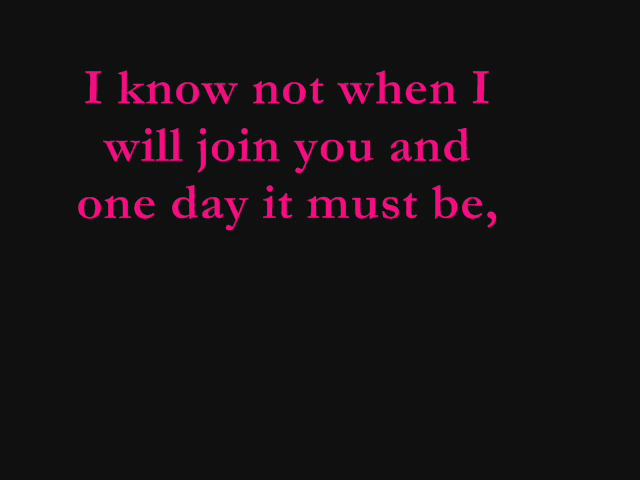 I know not when I
will join you and
one day it must be,